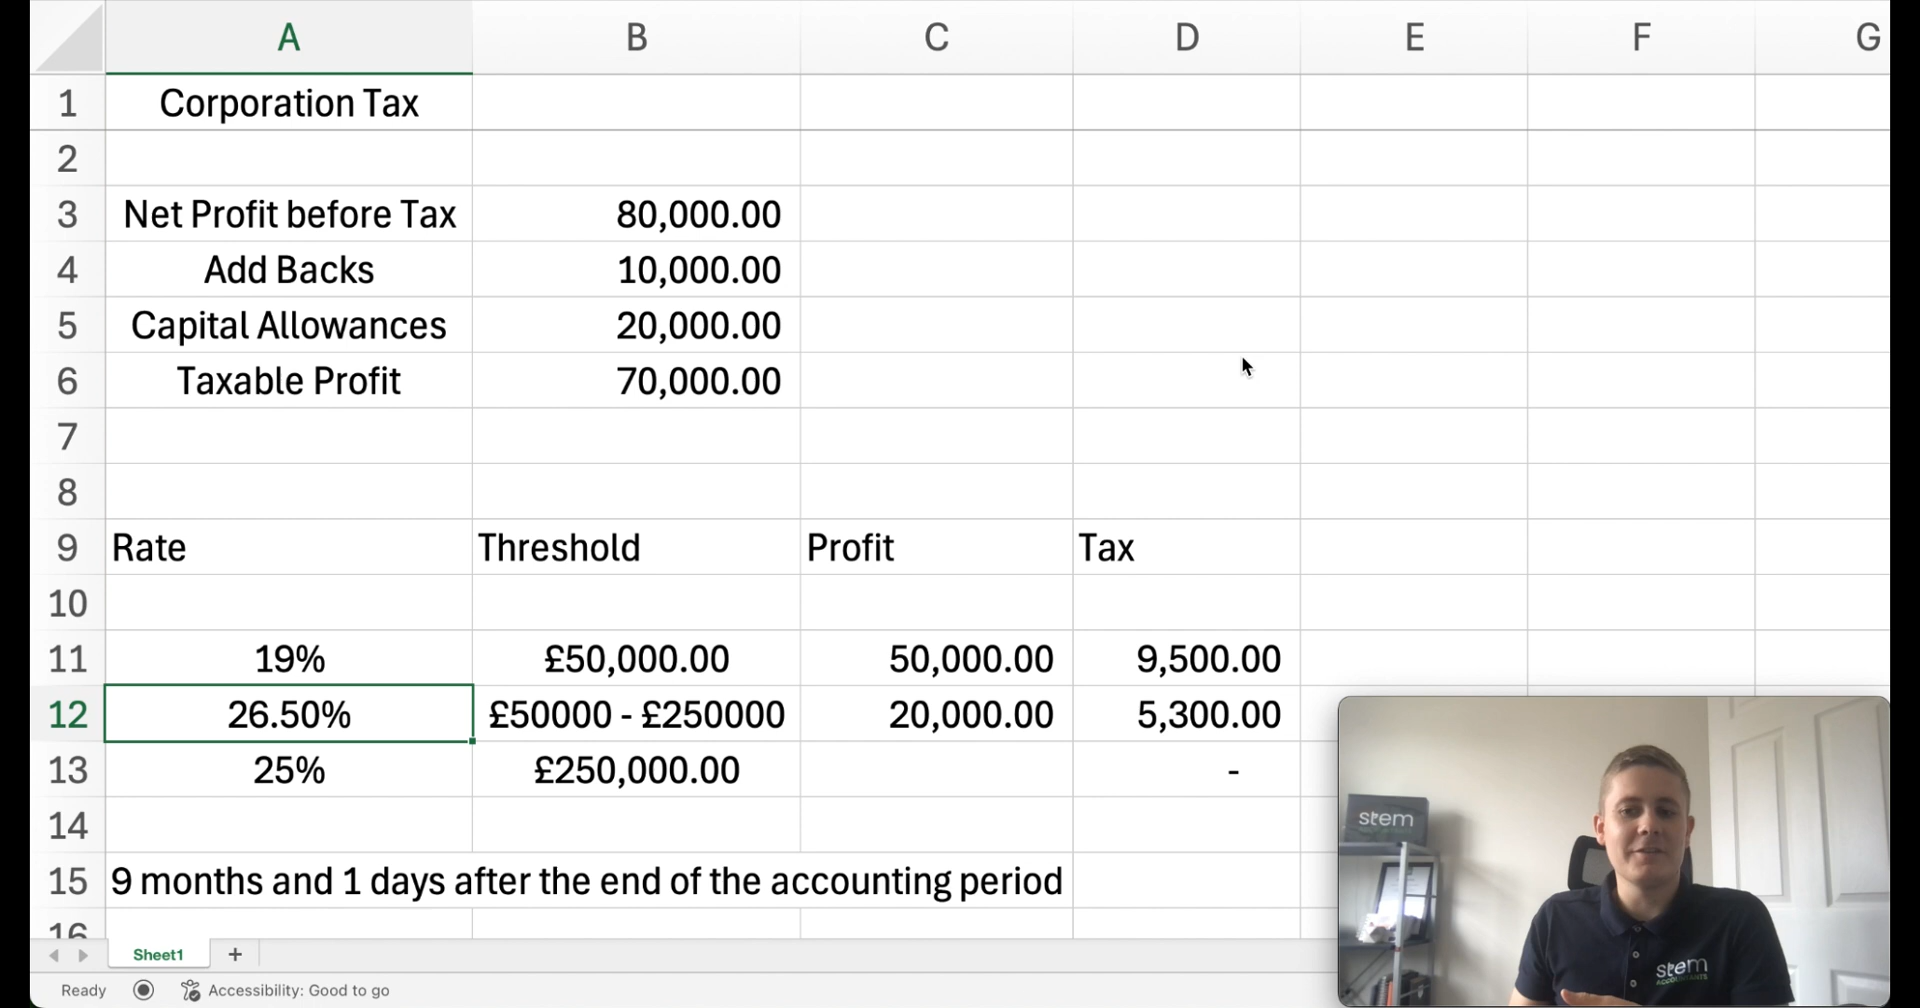 A B C D E F G
1 Corporation Tax
2
3 Net Profit before Tax 80,000.00
4 Add Backs 10,000.00
5 Capital Allowances 20,000.00
6 Taxable Profit 70,000.00
7
8
9 Rate Threshold Profit Tax
10
11 19% £50,000.00 50,000.00 9,500.00
12 26.50% £50000 - £250000 20,000.00 5,300.00
13 25% £250,000.00 -
14
15 9 months and 1 days after the end of the accounting period
16
Sheet1 +
Ready Accessibility: Good to go
stem
stem
ACCOUNTANTS